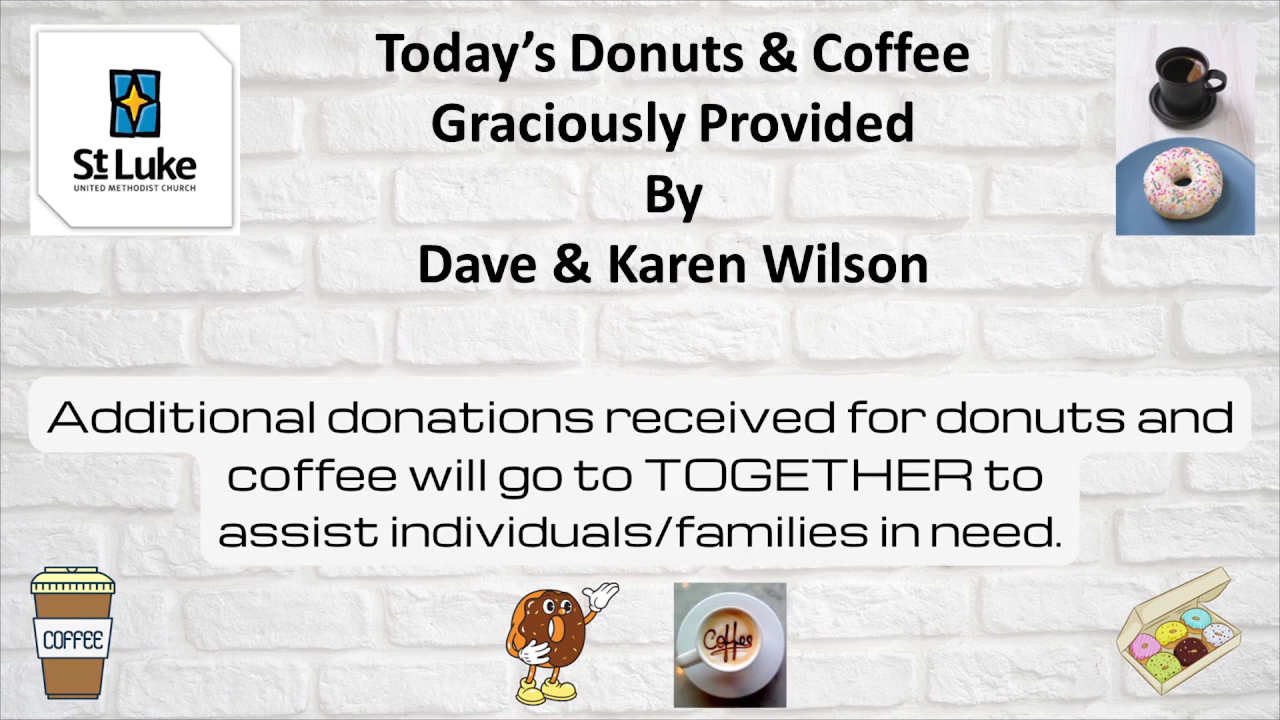 Today's Donuts & Coffee
Graciously Provided
By
Dave & Karen Wilson
St Luke
UNITED METHODIST CHURCH
Additional donations received for donuts and
coffee will go to TOGETHER to
assist individuals/families in need.
COFFEE
Coffee